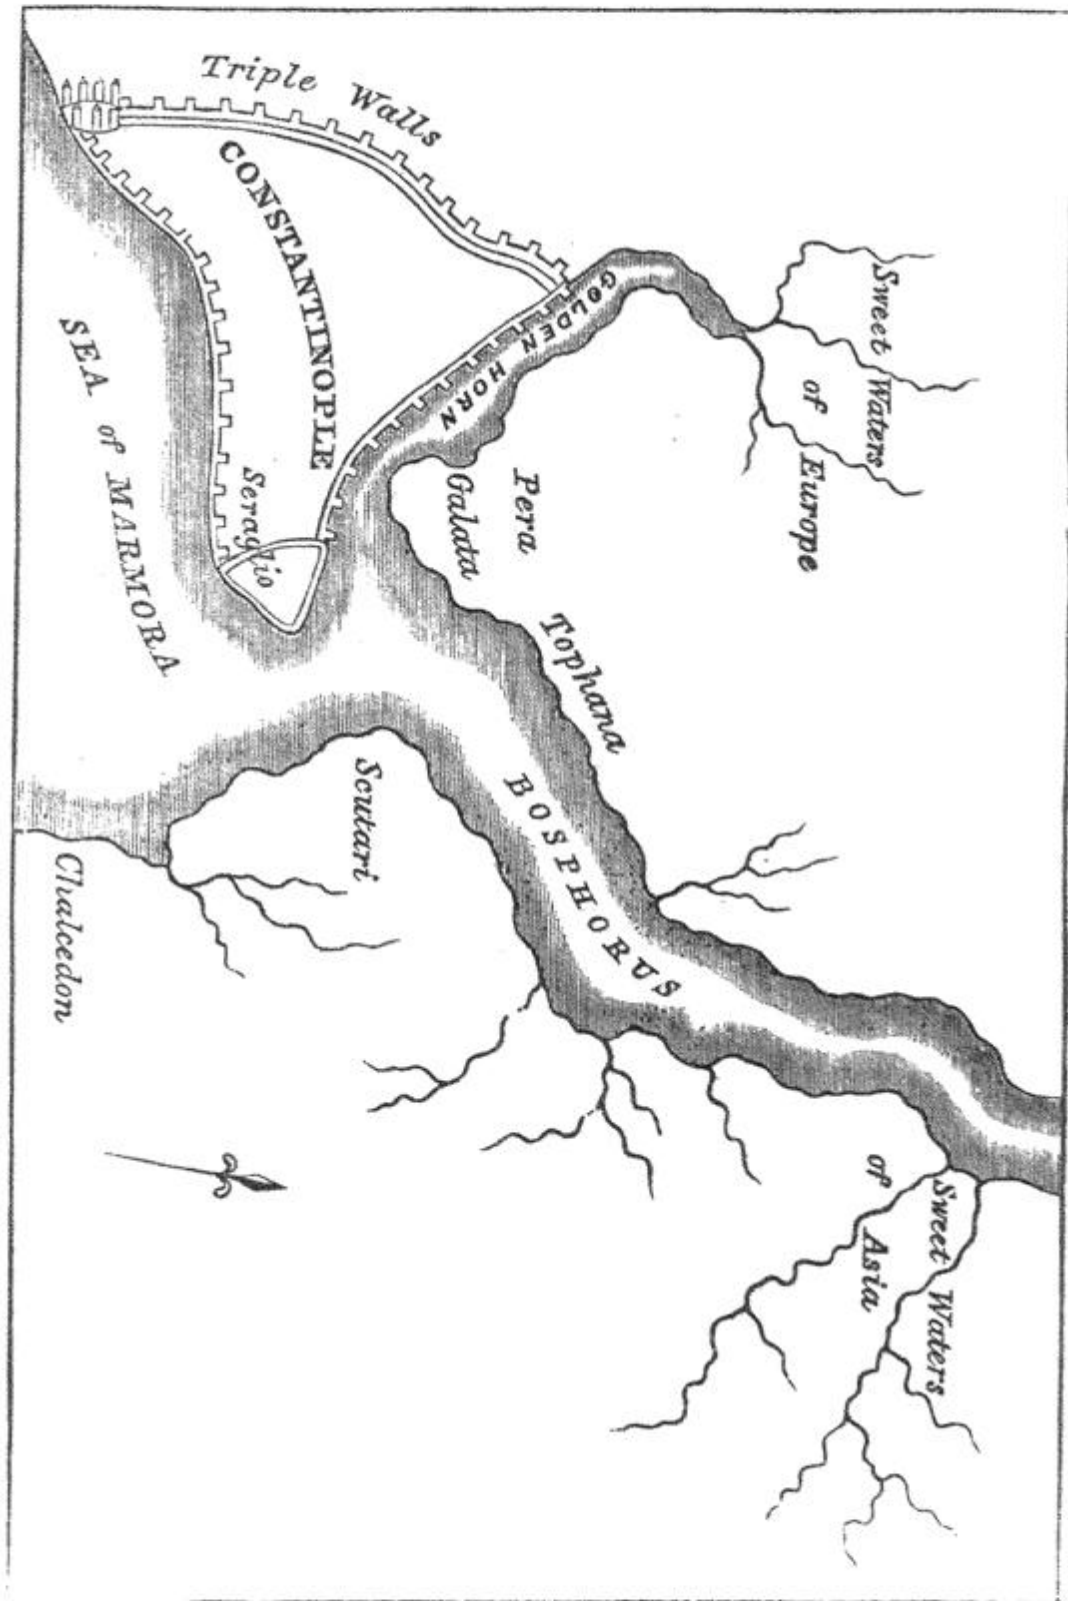 Triple Walls
CONSTANTINOPLE
GOLDEN HORN
Sweet Waters
of Europe
Pera
Galata
Seraglio
SEA of MARMORA
Tophana
BOSPHORUS
Scutari
Chalcedon
Sweet Waters
of Asia